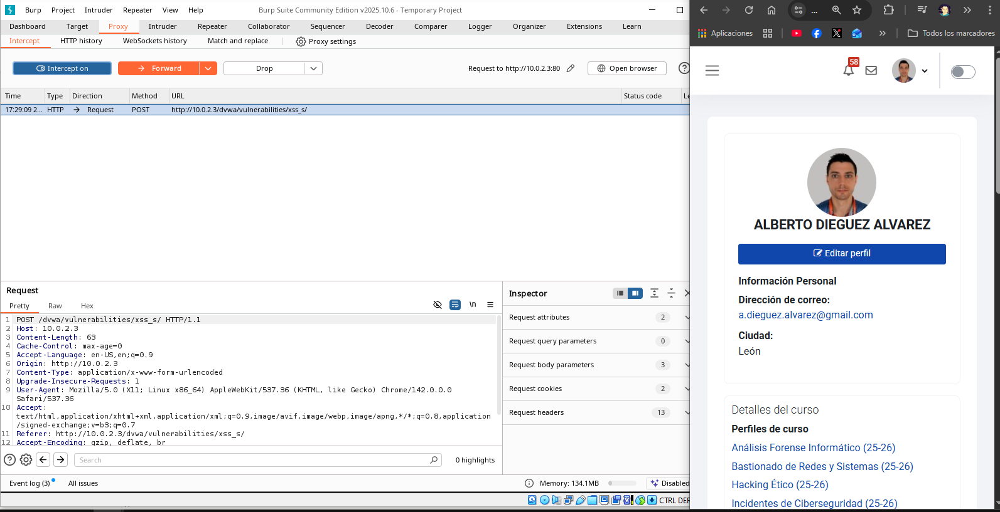 Burp Project Intruder Repeater View Help Burp Suite Community Edition v2025.10.6 - Temporary Project
Dashboard Target Proxy Intruder Repeater Collaborator Sequencer Decoder Comparer Logger Organizer Extensions Learn
Intercept HTTP history WebSockets history Match and replace Proxy settings
Intercept on Forward Drop Request to http://10.0.2.3:80 Open browser
Time Type Direction Method URL Status code Le
17:29:09 2... HTTP Request POST http://10.0.2.3/dvwa/vulnerabilities/xss_s/
Request
Pretty Raw Hex \n
1 POST /dvwa/vulnerabilities/xss_s/ HTTP/1.1
2 Host: 10.0.2.3
3 Content-Length: 63
4 Cache-Control: max-age=0
5 Accept-Language: en-US,en;q=0.9
6 Origin: http://10.0.2.3
7 Content-Type: application/x-www-form-urlencoded
8 Upgrade-Insecure-Requests: 1
9 User-Agent: Mozilla/5.0 (X11; Linux x86_64) AppleWebKit/537.36 (KHTML, like Gecko) Chrome/142.0.0.0
Safari/537.36
10 Accept:
text/html,application/xhtml+xml,application/xml;q=0.9,image/avif,image/webp,image/apng,*/*;q=0.8,application
/signed-exchange;v=b3;q=0.7
11 Referer: http://10.0.2.3/dvwa/vulnerabilities/xss_s/
12 Accept-Encoding: gzip, deflate, br
Search 0 highlights
Inspector
Request attributes 2
Request query parameters 0
Request body parameters 3
Request cookies 2
Request headers 13
Event log (3) All issues Memory: 134.1MB Disabled
CTRL DER
...
Aplicaciones Todos los marcadores
58
ALBERTO DIEGUEZ ALVAREZ
Editar perfil
Información Personal
Dirección de correo:
a.dieguez.alvarez@gmail.com
Ciudad:
León
Detalles del curso
Perfiles de curso
Análisis Forense Informático (25-26)
Bastionado de Redes y Sistemas (25-26)
Hacking Ético (25-26)
Incidentes de Ciberseguridad (25-26)